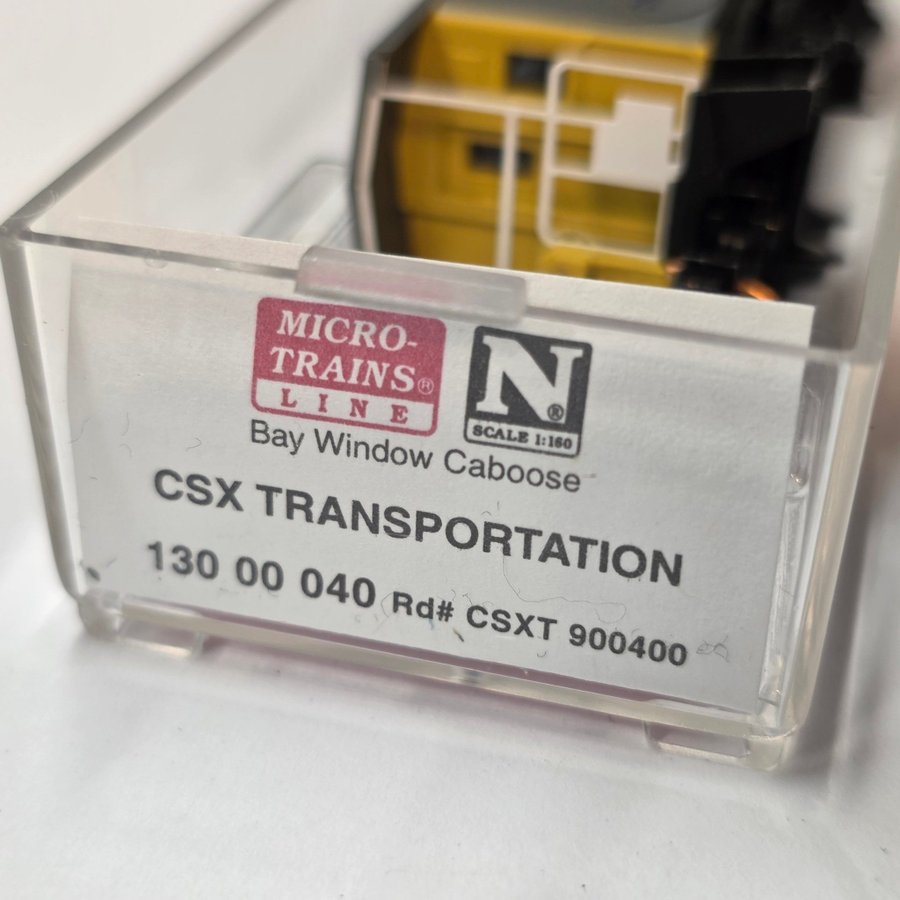 MICRO-
TRAINS®
LINE
N®
SCALE 1:160
Bay Window Caboose
CSX TRANSPORTATION
130 00 040 Rd# CSXT 900400